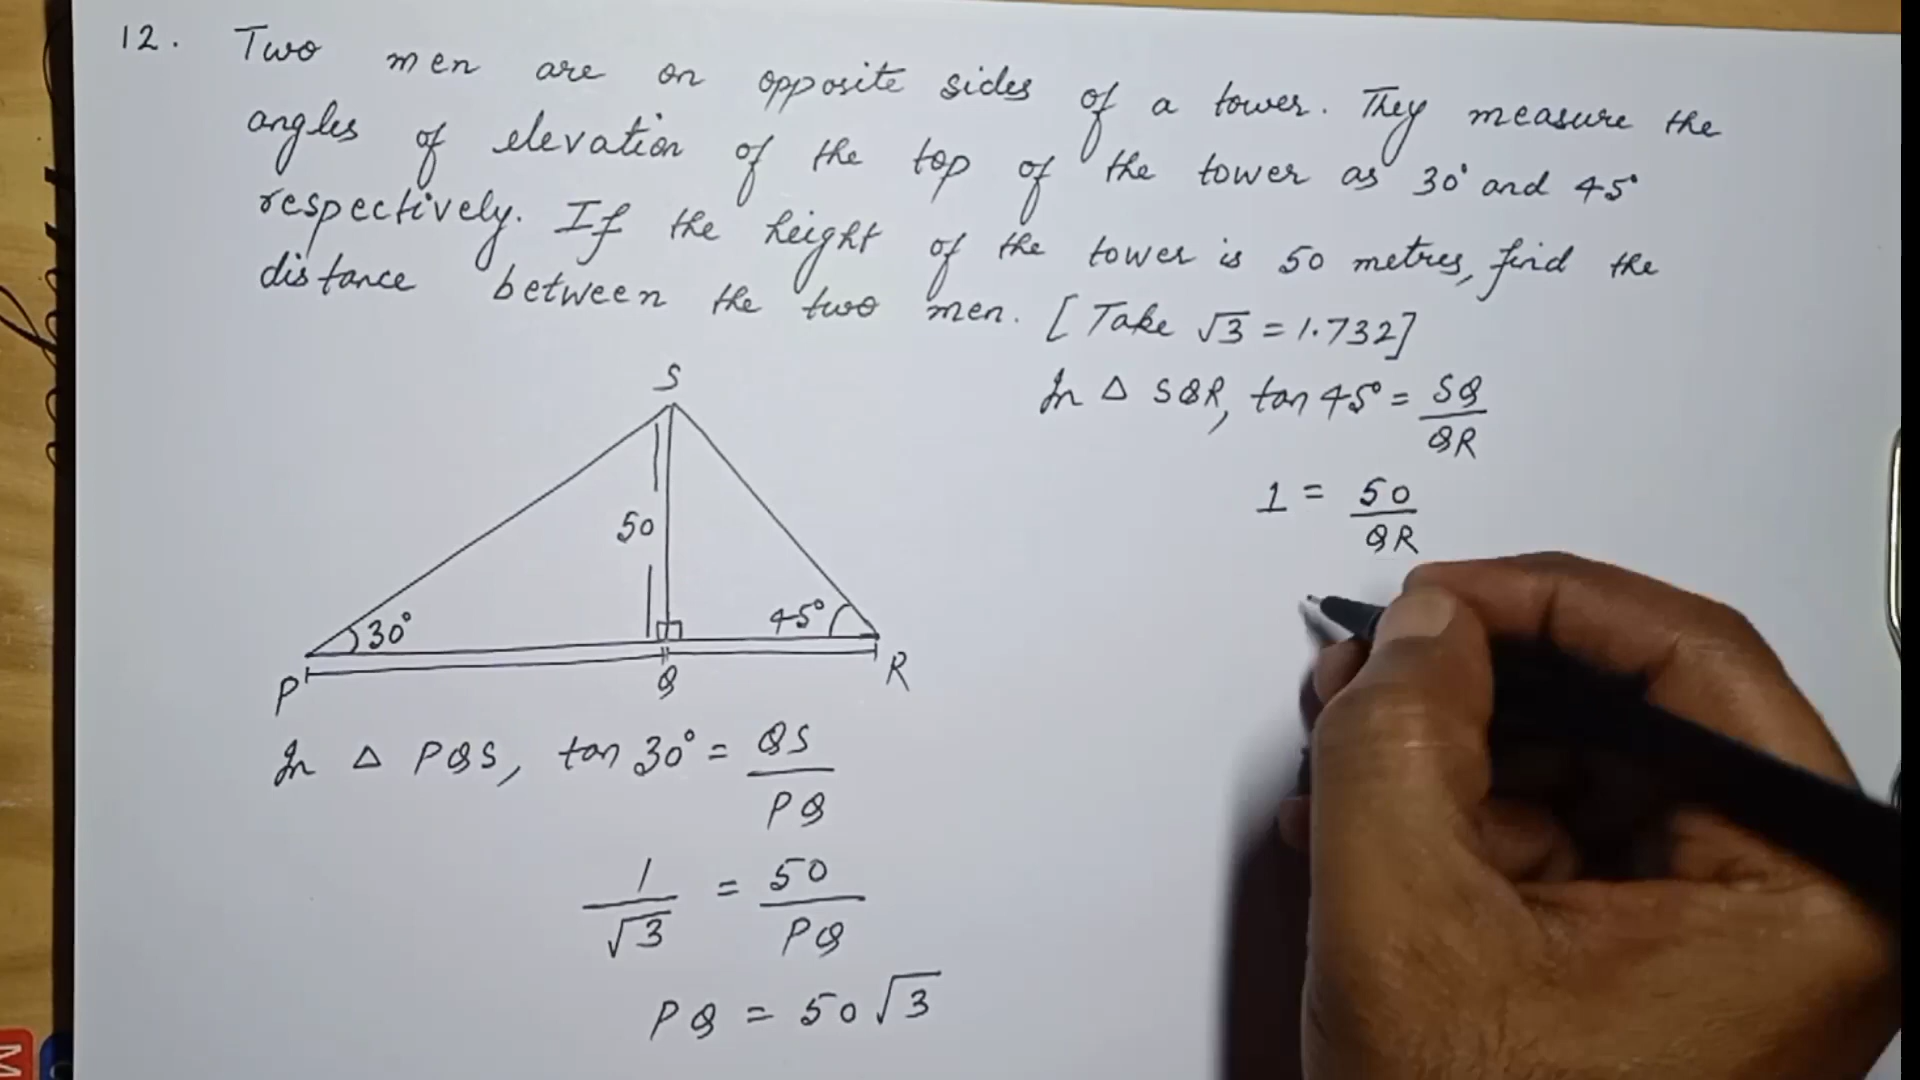 12. Two men are on opposite sides of a tower. They measure the
angles of elevation of the top of the tower as 30° and 45°
respectively. If the height of the tower is 50 metres, find the
distance between the two men. [Take √3 = 1.732]
S
50
30°
45°
P
Q
R
In △ PQS, tan 30° = QS/PQ
1/√3 = 50/PQ
PQ = 50√3
In △ SQR, tan 45° = SQ/QR
1 = 50/QR
M